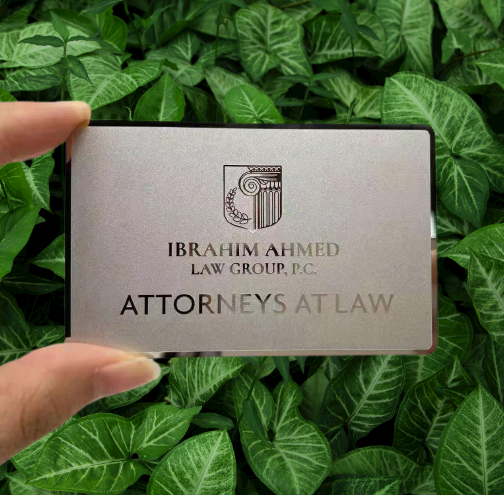 IBRAHIM AHMED
LAW GROUP, P.C.
ATTORNEYS AT LAW